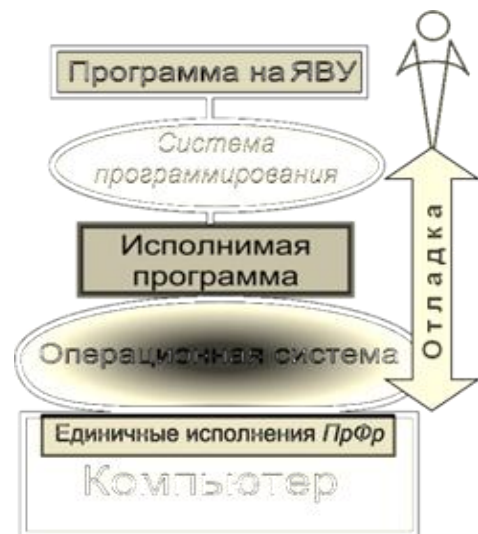 Программа на ЯВУ
Система
программирования
Исполнимая
программа
Операционная система
Единичные исполнения ПрФр
Компьютер
Отладка